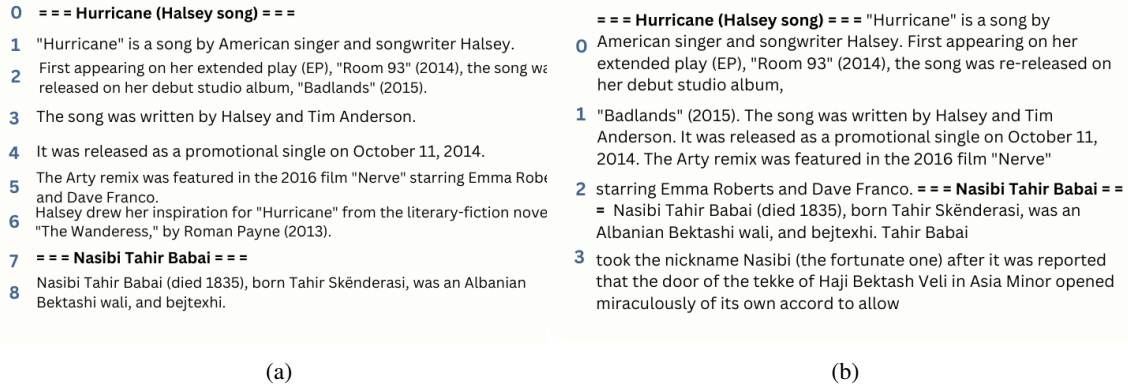 0 = = = Hurricane (Halsey song) = = =
1 "Hurricane" is a song by American singer and songwriter Halsey.
2 First appearing on her extended play (EP), "Room 93" (2014), the song
released on her debut studio album, "Badlands" (2015).
3 The song was written by Halsey and Tim Anderson.
4 It was released as a promotional single on October 11, 2014.
5 The Arty remix was featured in the 2016 film "Nerve" starring Emma
and Dave Franco.
6 Halsey drew her inspiration for "Hurricane" from the literary-fiction
"The Wanderess," by Roman Payne (2013).
7 = = = Nasibi Tahir Babai = = =
8 Nasibi Tahir Babai (died 1835), born Tahir Skënderasi, was an Albanian
Bektashi wali, and bejtexhi.
(a)
= = = Hurricane (Halsey song) = = = "Hurricane" is a song by
0 American singer and songwriter Halsey. First appearing on her
extended play (EP), "Room 93" (2014), the song was re-released on
her debut studio album,
1 "Badlands" (2015). The song was written by Halsey and Tim
Anderson. It was released as a promotional single on October 11,
2014. The Arty remix was featured in the 2016 film "Nerve"
2 starring Emma Roberts and Dave Franco. = = = Nasibi Tahir Babai = =
= Nasibi Tahir Babai (died 1835), born Tahir Skënderasi, was an
Albanian Bektashi wali, and bejtexhi. Tahir Babai
3 took the nickname Nasibi (the fortunate one) after it was reported
that the door of the tekke of Haji Bektash Veli in Asia Minor opened
miraculously of its own accord to allow
(b)